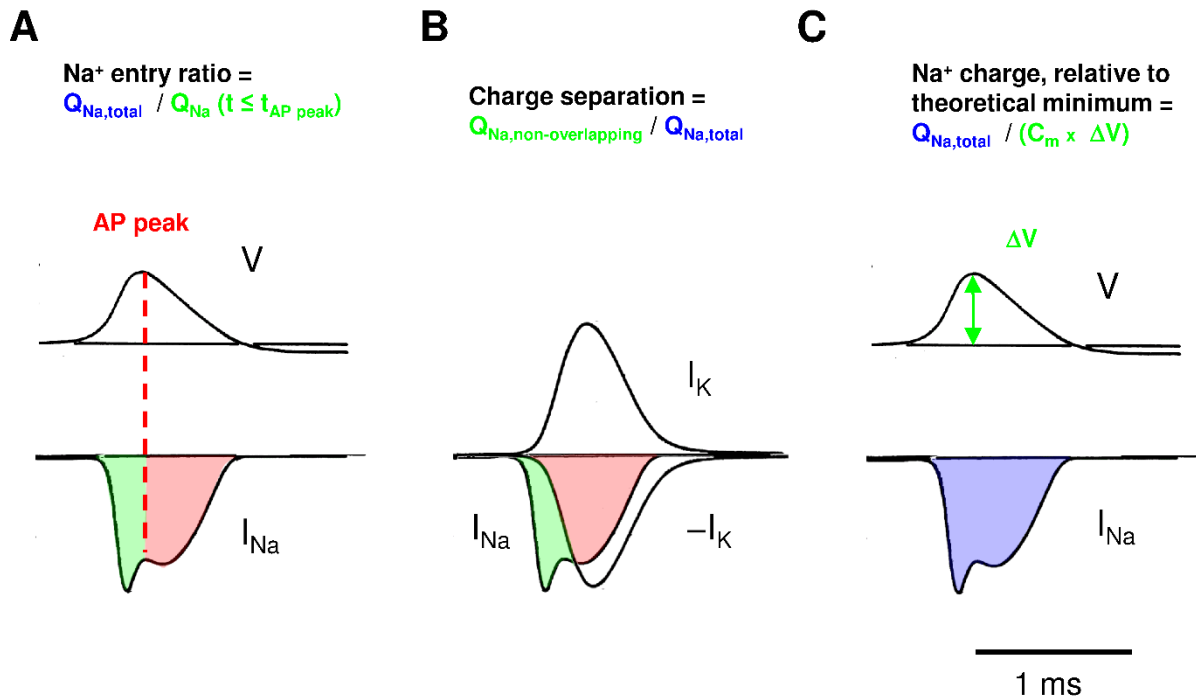 A
Na⁺ entry ratio =
Q_Na,total / Q_Na (t ≤ t_AP peak)
AP peak
V
I_Na
B
Charge separation =
Q_Na,non-overlapping / Q_Na,total
I_K
I_Na
–I_K
C
Na⁺ charge, relative to
theoretical minimum =
Q_Na,total / (C_m x ΔV)
ΔV
V
I_Na
1 ms